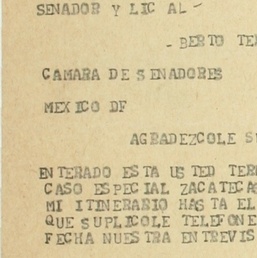 SENADOR Y LIC AL-
- BERTO TE
CAMARA DE SENADORES
MEXICO DF
AGRADEZCOLE S
ENTERADO ESTA USTED TER
CASO ESPECIAL ZACATECAS
MI ITINERARIO HASTA EL
QUE SUPLICOLE TELEFONE
FECHA NUESTRA ENTREVIS